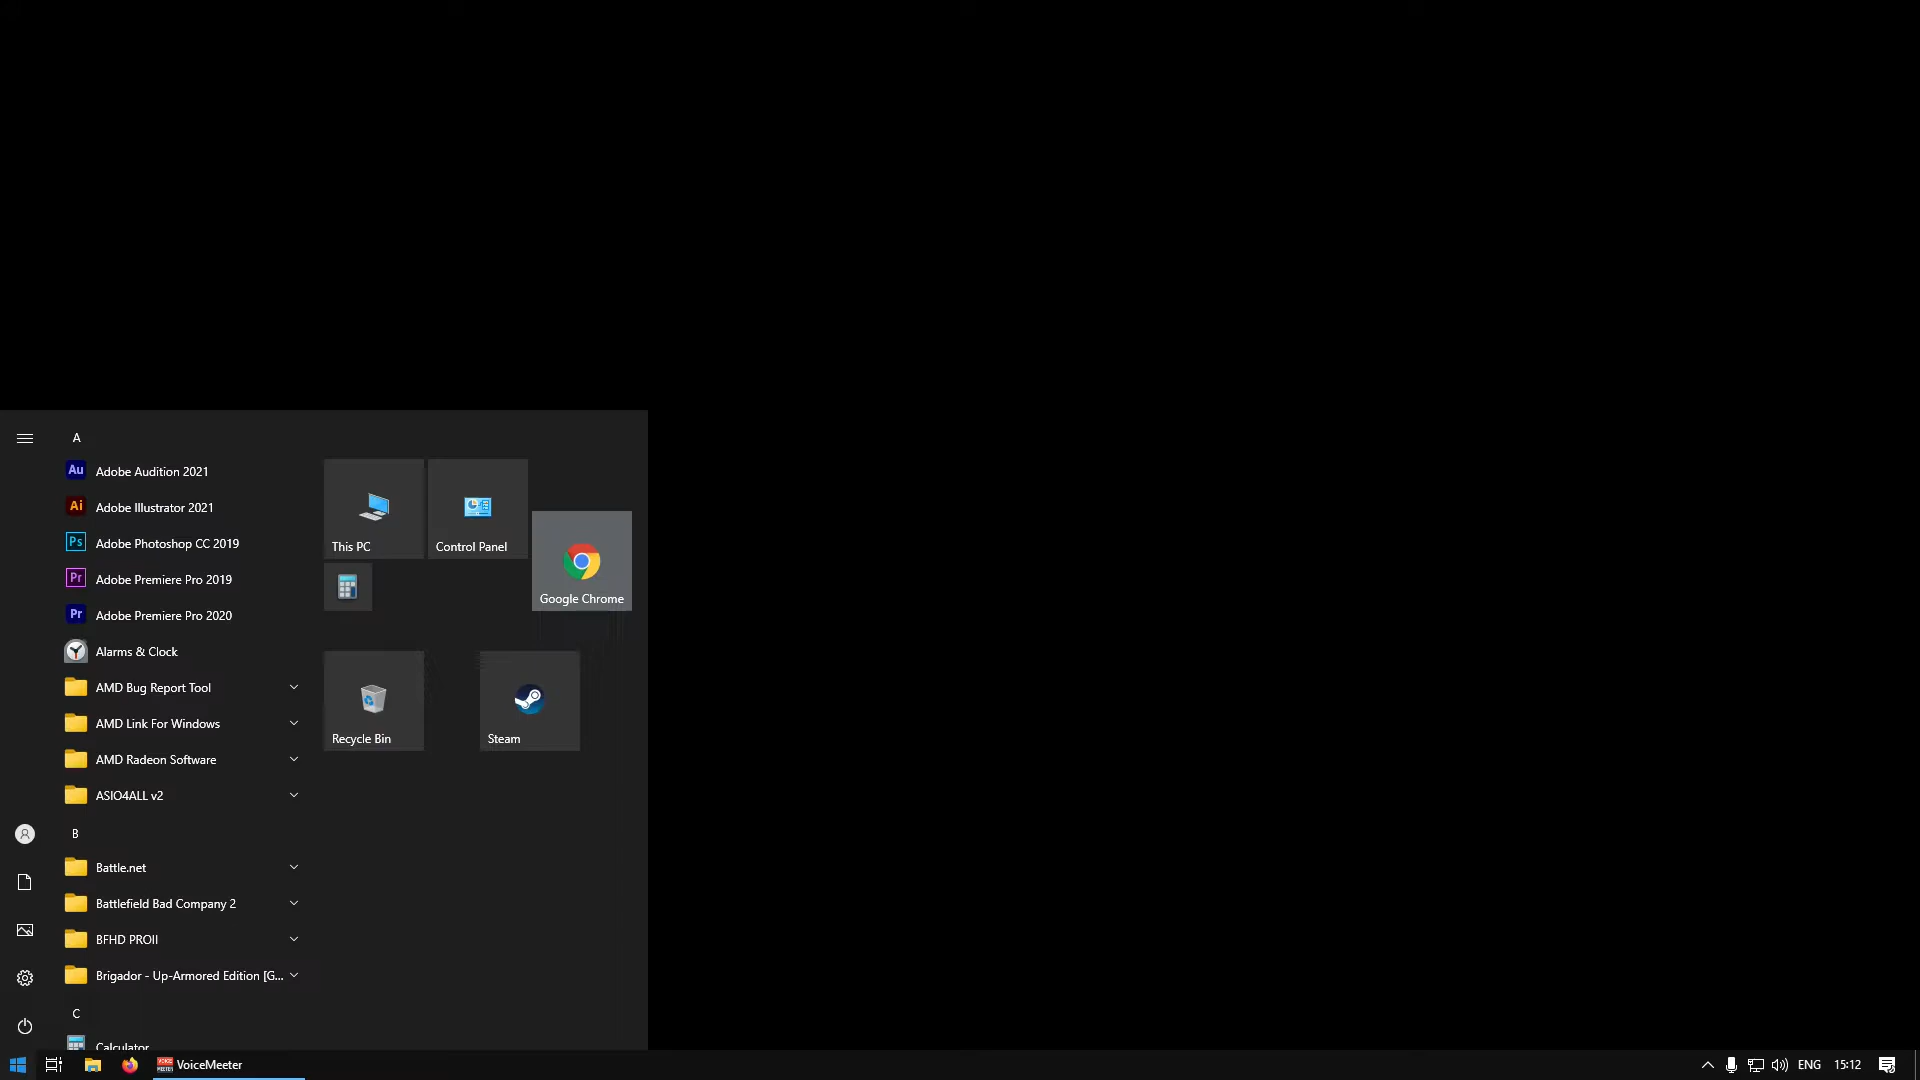 A
Au Adobe Audition 2021
Ai Adobe Illustrator 2021
Ps Adobe Photoshop CC 2019
Pr Adobe Premiere Pro 2019
Pr Adobe Premiere Pro 2020
Alarms & Clock
AMD Bug Report Tool
AMD Link For Windows
AMD Radeon Software
ASIO4ALL v2
B
Battle.net
Battlefield Bad Company 2
BFHD PROII
Brigador - Up-Armored Edition [G...
C
Calculator
This PC
Control Panel
Google Chrome
Recycle Bin
Steam
VoiceMeeter
ENG
15:12